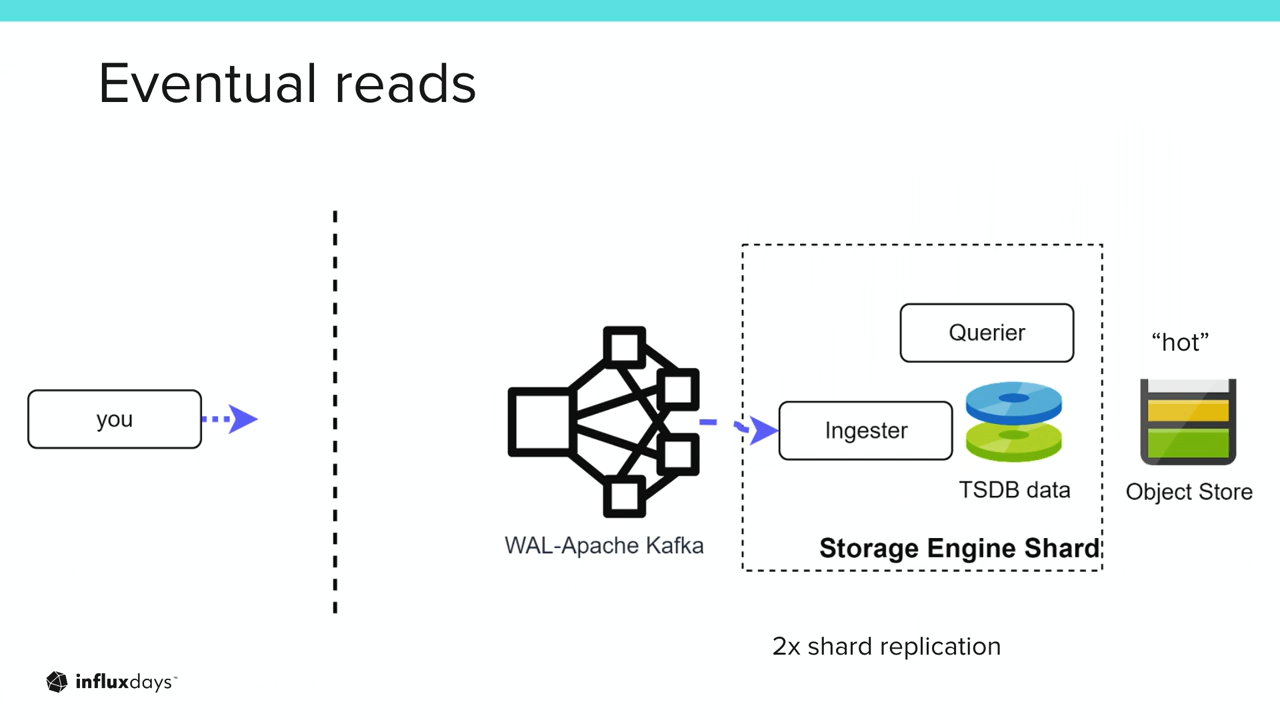 Eventual reads
you
WAL-Apache Kafka
Querier
Ingester
TSDB data
Storage Engine Shard
“hot”
Object Store
2x shard replication
influxdays™